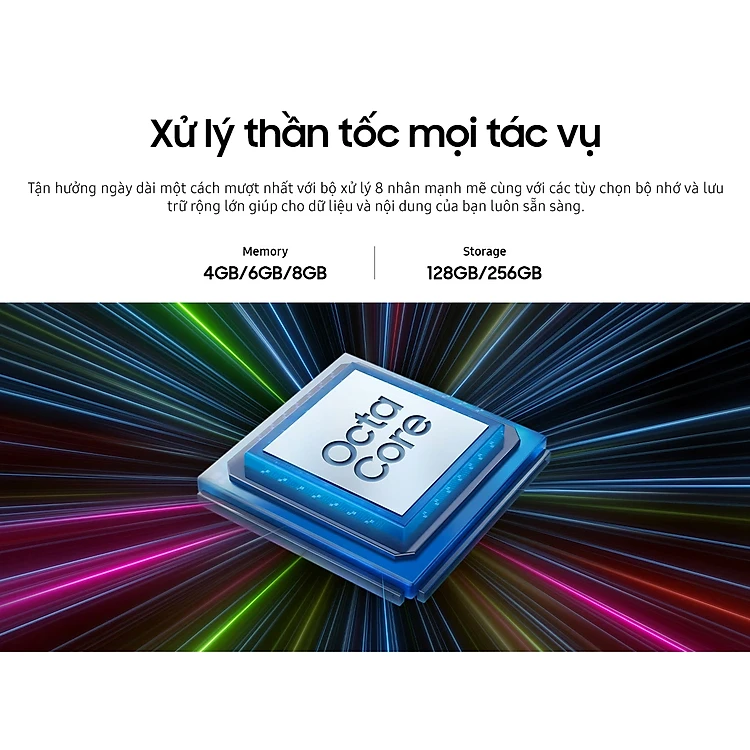 Xử lý thần tốc mọi tác vụ
Tận hưởng ngày dài một cách mượt nhất với bộ xử lý 8 nhân mạnh mẽ cùng với các tùy chọn bộ nhớ và lưu
trữ rộng lớn giúp cho dữ liệu và nội dung của bạn luôn sẵn sàng.
Memory
4GB/6GB/8GB
Storage
128GB/256GB
Octa
Core